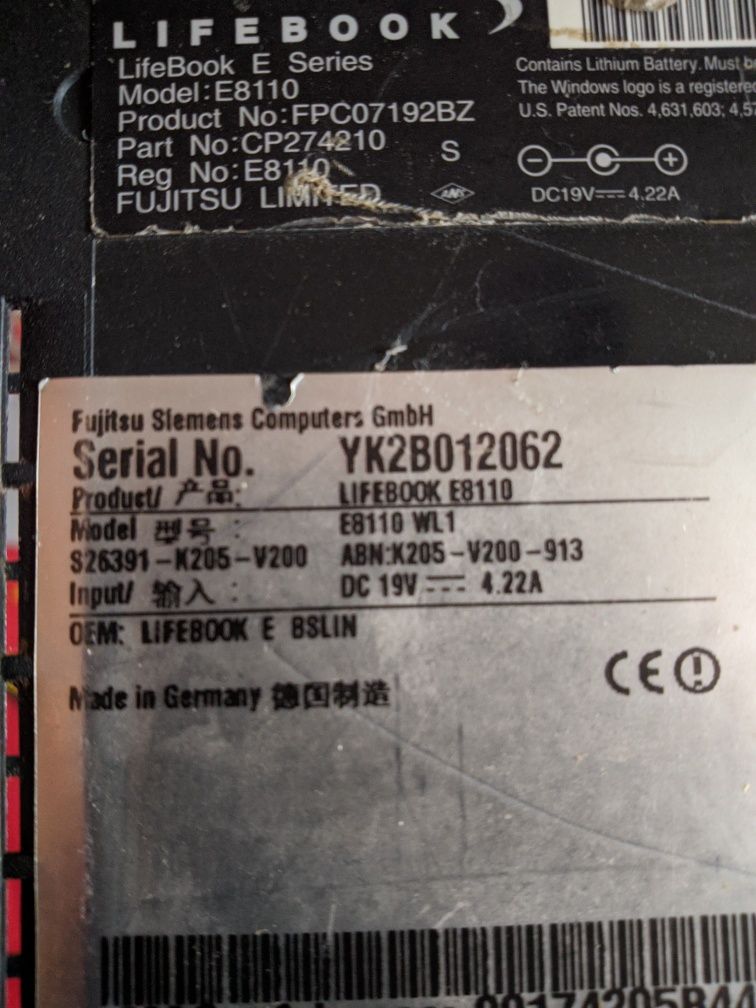 LIFEBOOK
LifeBook E Series
Model:E8110
Product No:FPC07192BZ
Part No:CP274210
Reg No:E8110
FUJITSU LIMITED
S
Contains Lithium Battery. Must
The Windows logo is a registered
U.S. Patent Nos. 4,631,603;
DC19V⎓4.22A
Fujitsu Siemens Computers GmbH
Serial No. YK2B012062
Product/ 产品: LIFEBOOK E8110
Model 型号 : E8110 WL1
S26391-K205-V200 ABN:K205-V200-913
Input/ 输入 : DC 19V ⎓ 4.22A
OEM: LIFEBOOK E BSLIN
CE
Made in Germany 德国制造